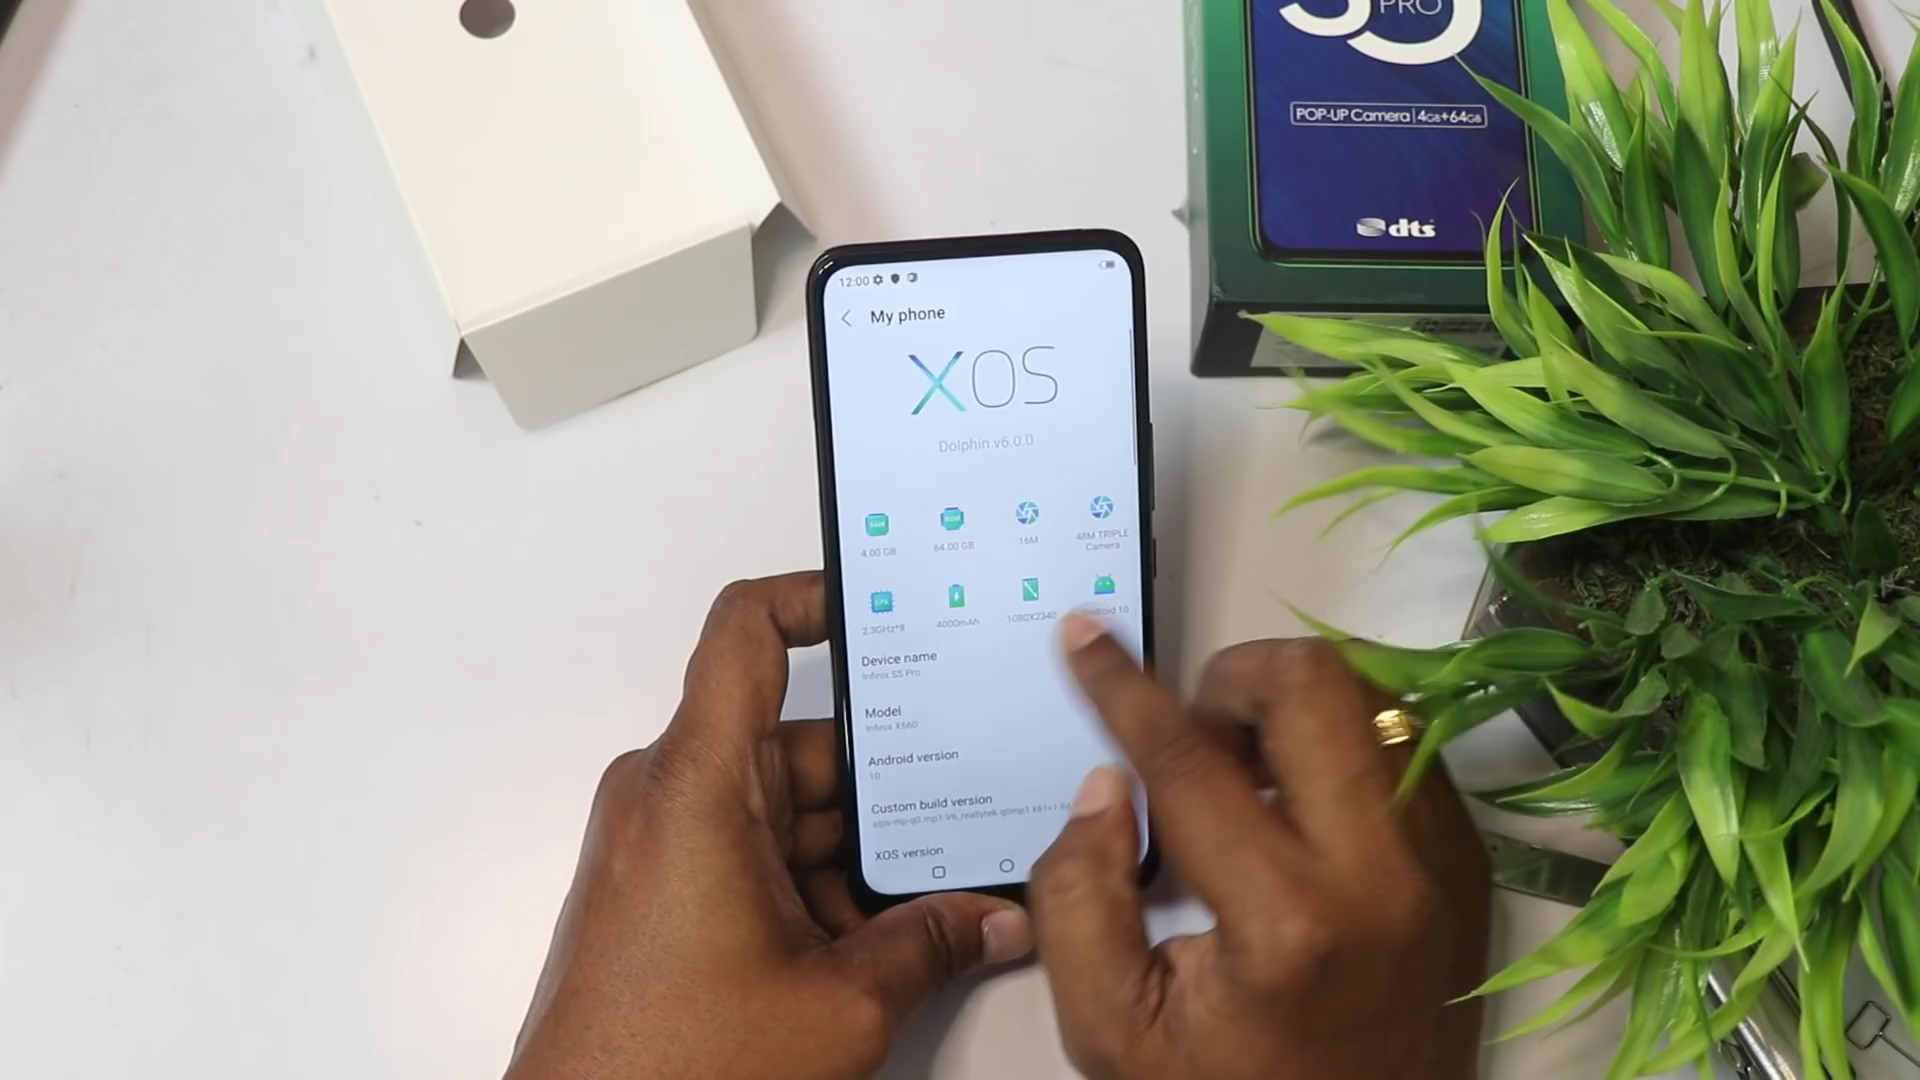 S5 PRO
POP-UP Camera | 4GB+64GB
dts
12:00
My phone
XOS
Dolphin v6.0.0
4.00 GB
64.00 GB
16M
48M TRIPLE
Camera
2.3GHz*8
4000mAh
1080X2340
Android 10
Device name
Infinix S5 Pro
Model
Infinix X660
Android version
10
Custom build version
XOS version